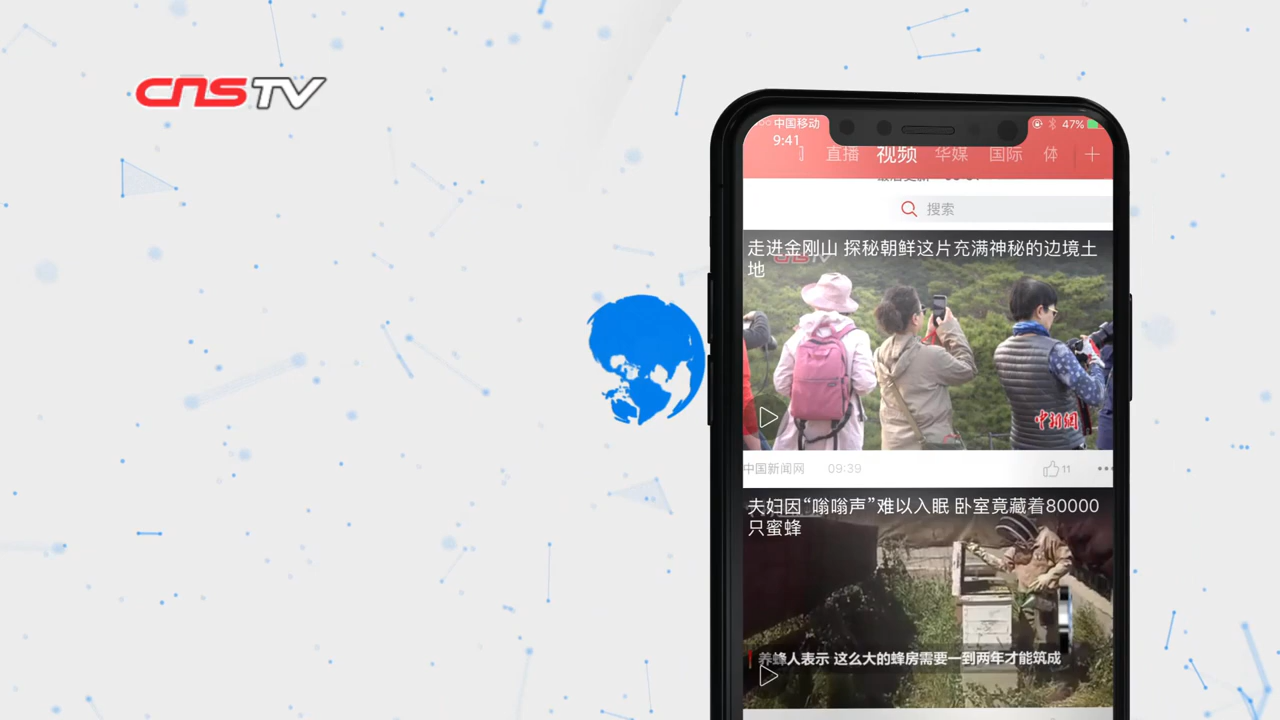 CNSTV
中国移动
47%
9:41
直播 视频 华媒 国际 体 +
搜索
走进金刚山 探秘朝鲜这片充满神秘的边境土
地
中新网
中国新闻网 09:39 11
夫妇因“嗡嗡声”难以入眠 卧室竟藏着80000
只蜜蜂
养蜂人表示 这么大的蜂房需要一到两年才能筑成